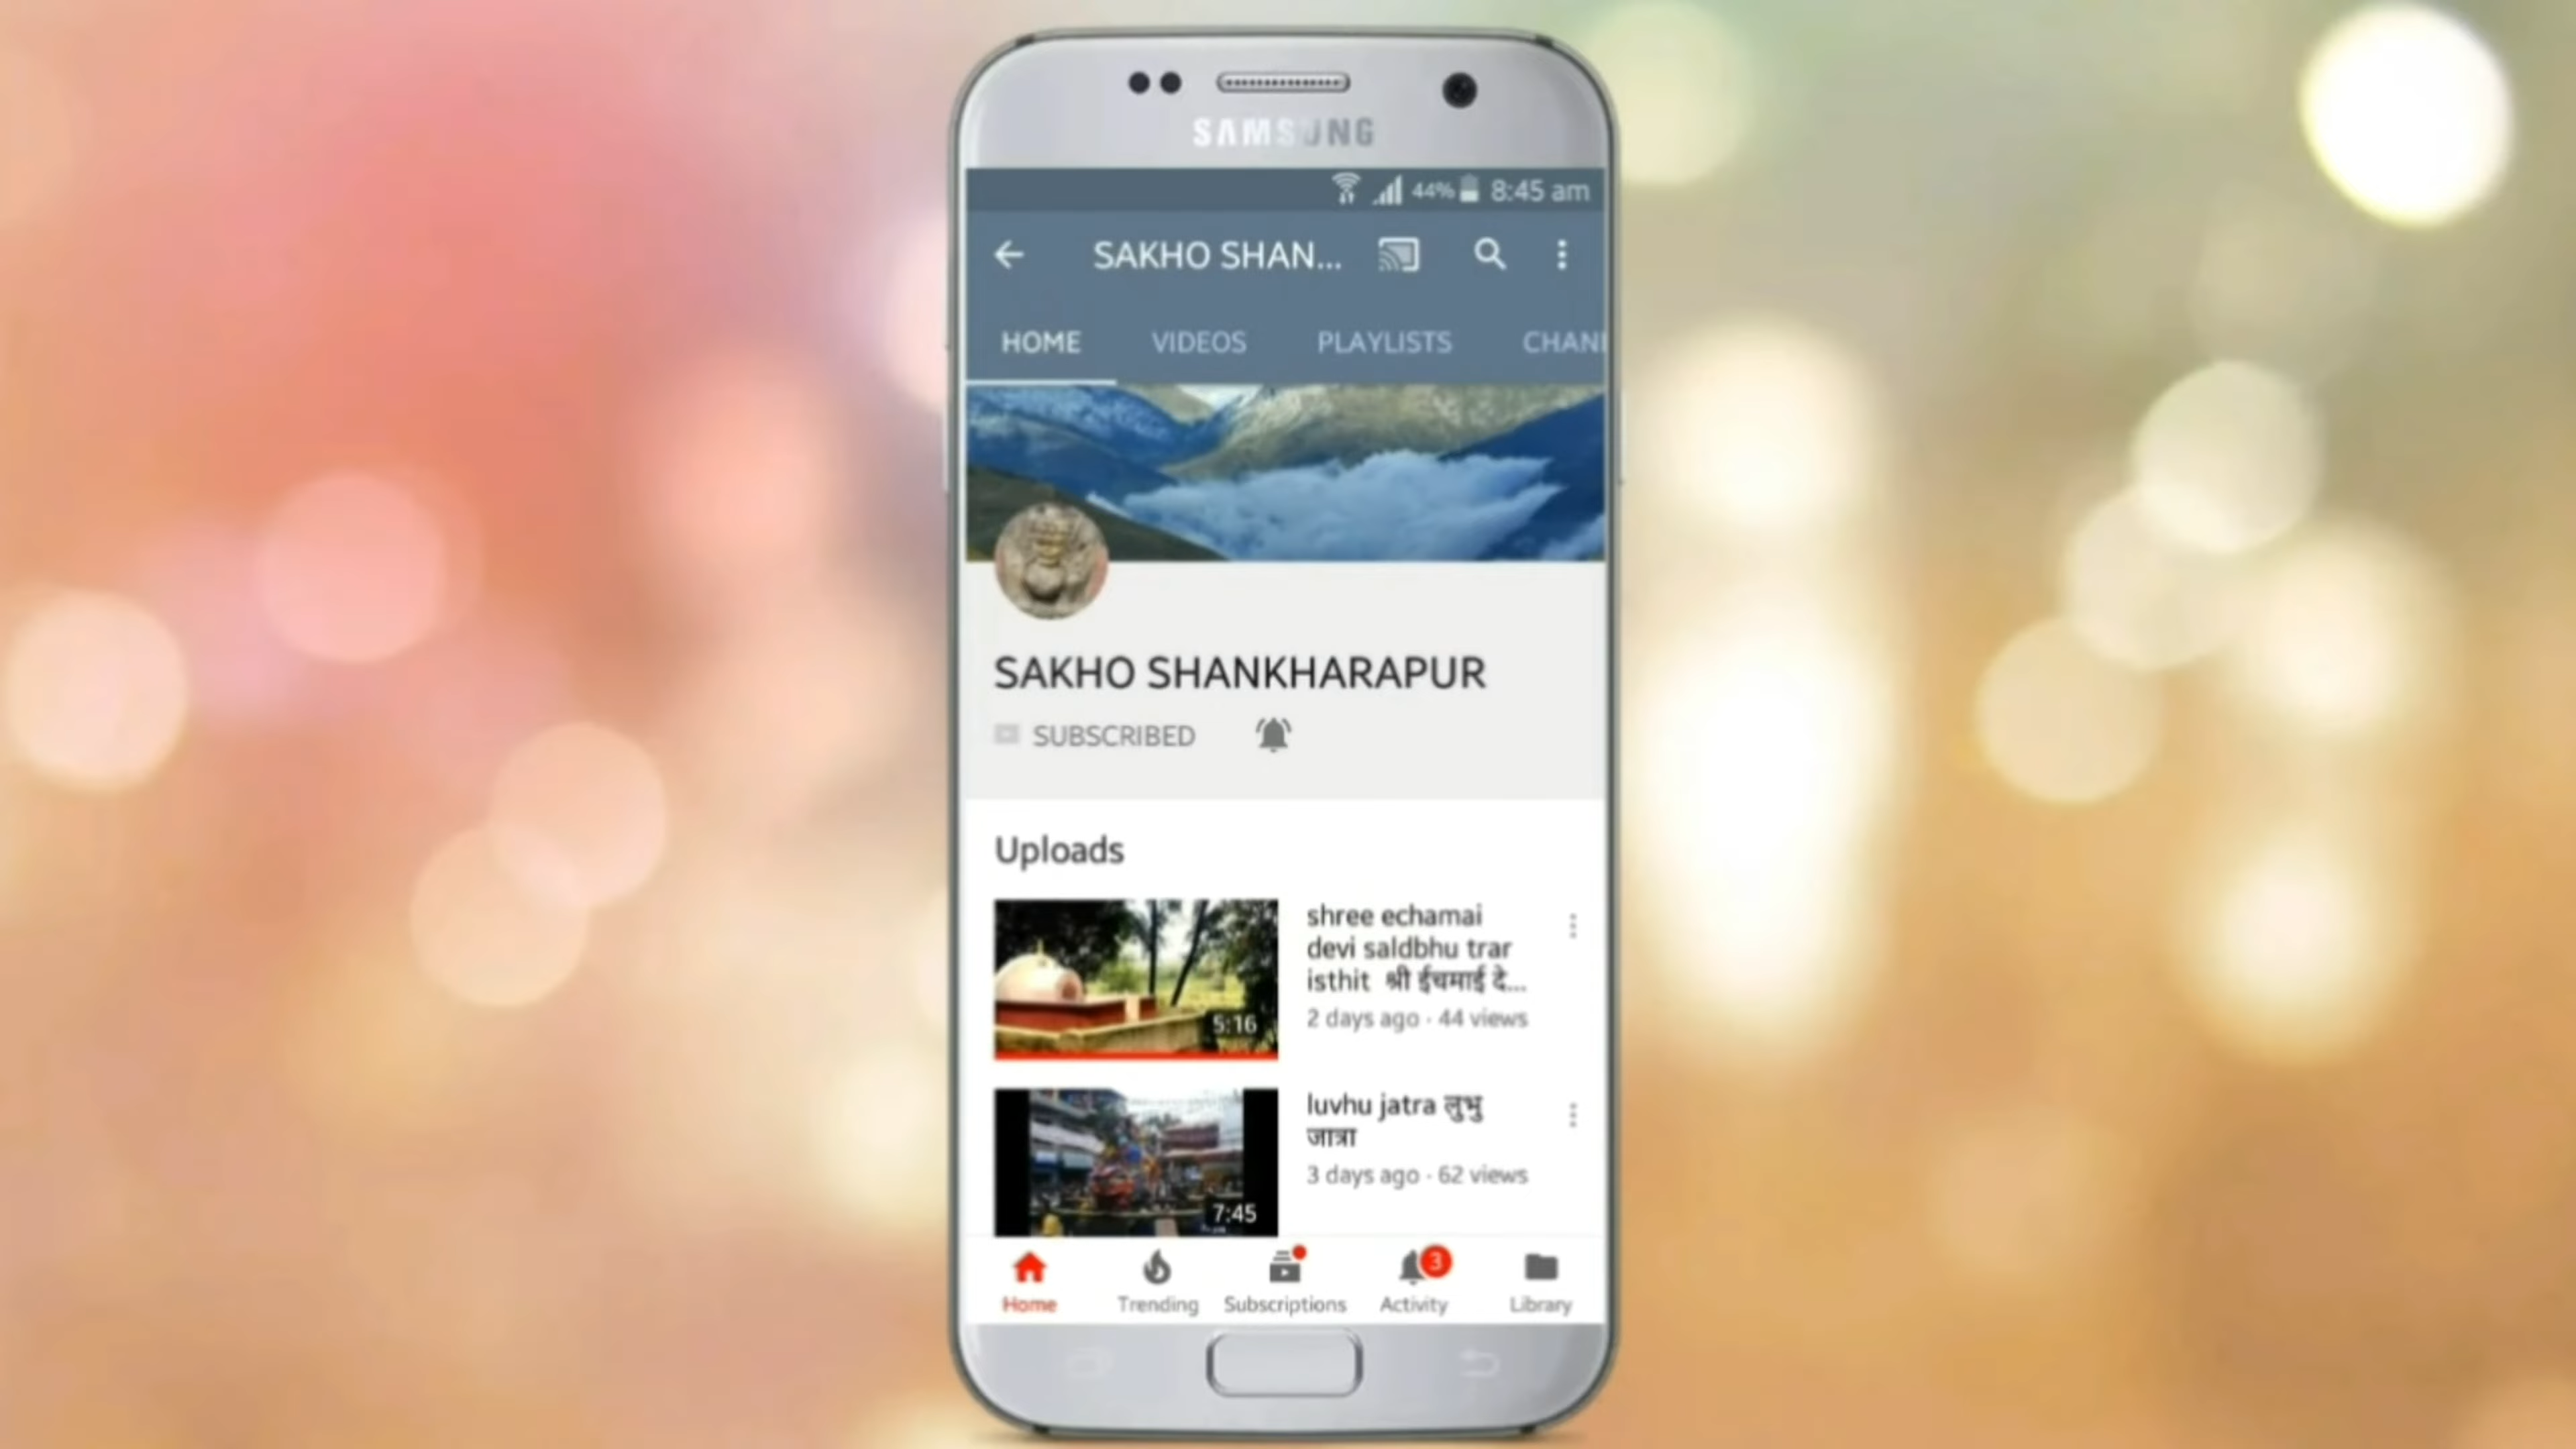 SAMSUNG
44% 8:45 am
SAKHO SHAN...
HOME VIDEOS PLAYLISTS CHAN
SAKHO SHANKHARAPUR
SUBSCRIBED
Uploads
shree echamai
devi saldbhu trar
isthit श्री ईचमाई दे...
2 days ago · 44 views
5:16
luvhu jatra लुभु
जात्रा
3 days ago · 62 views
7:45
3
Home Trending Subscriptions Activity Library